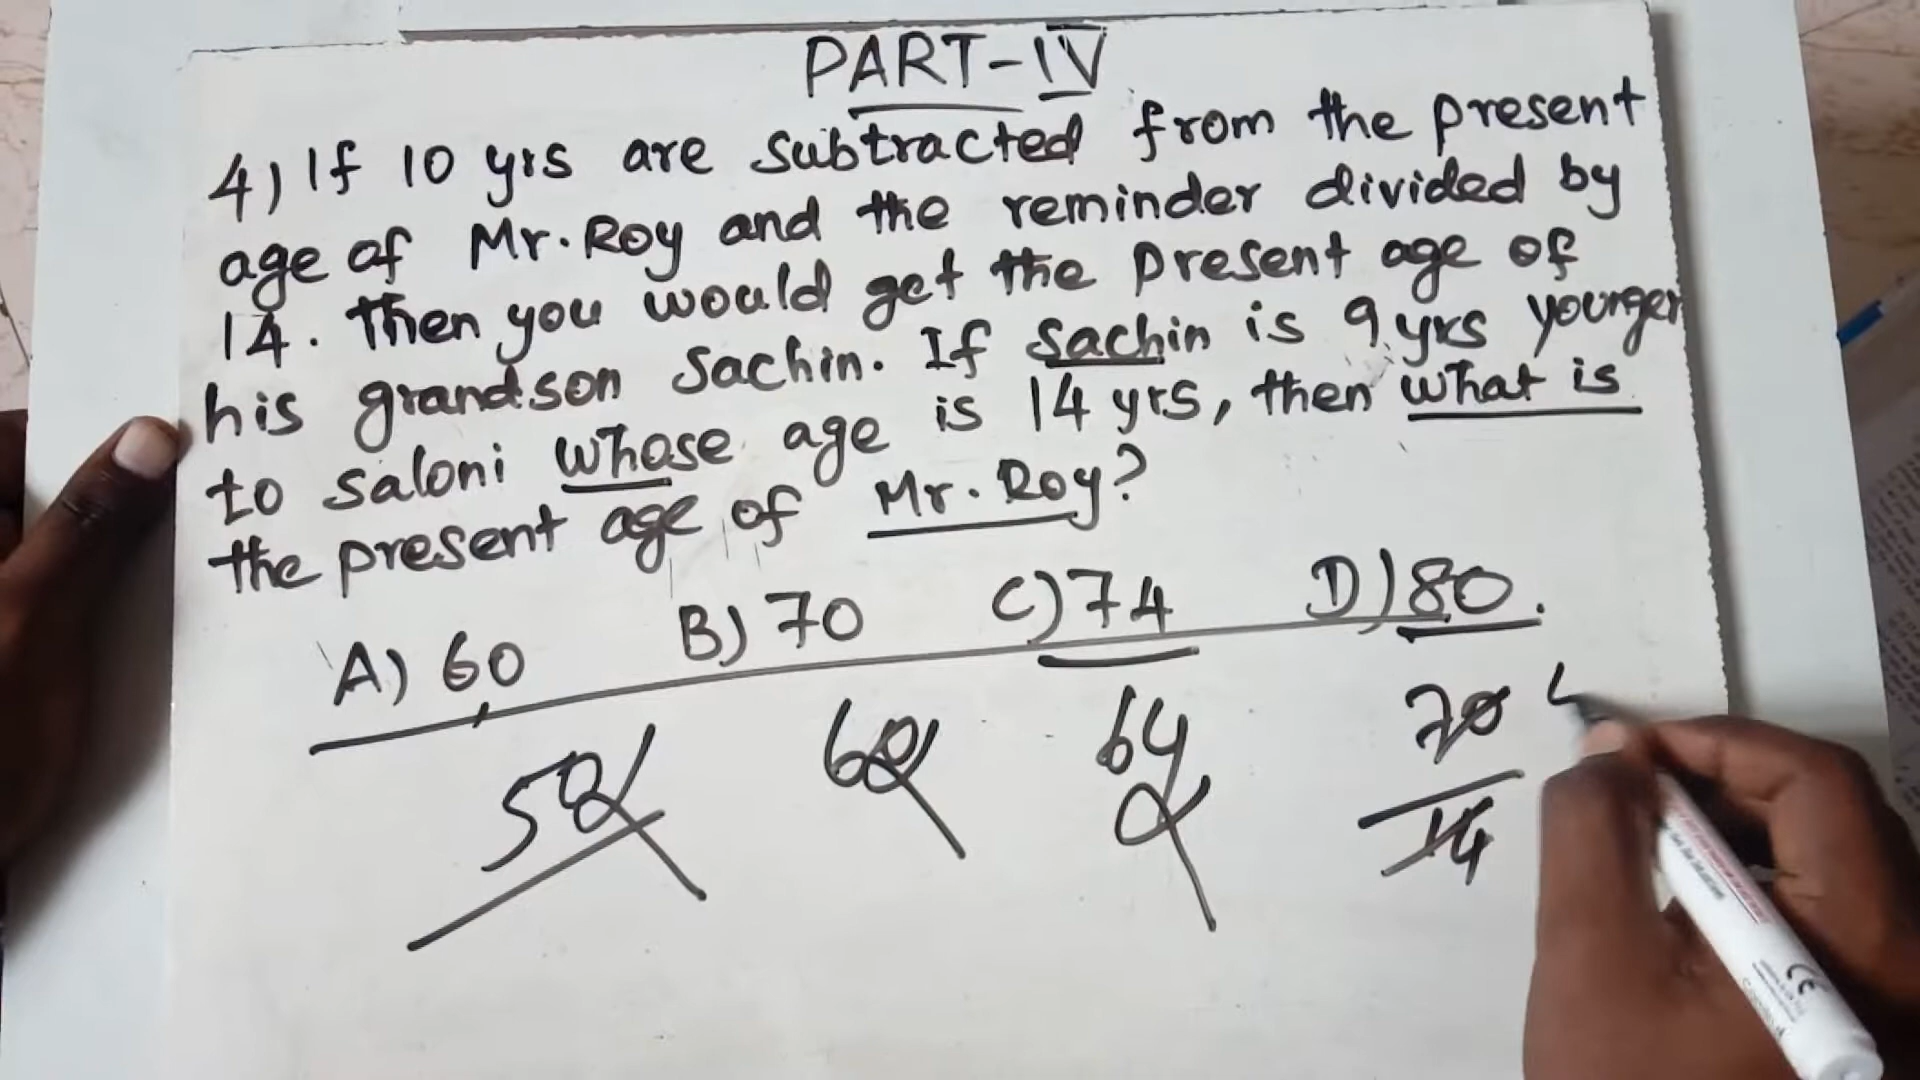 PART-IV
4) If 10 yrs are subtracted from the present
age of Mr. Roy and the reminder divided by
14. Then you would get the present age of
his grandson Sachin. If sachin is 9 yrs younger
to saloni whose age is 14 yrs, then what is
the present age of Mr. Roy?
A) 60 B) 70 C) 74 D) 80.
50 60 64 70
14